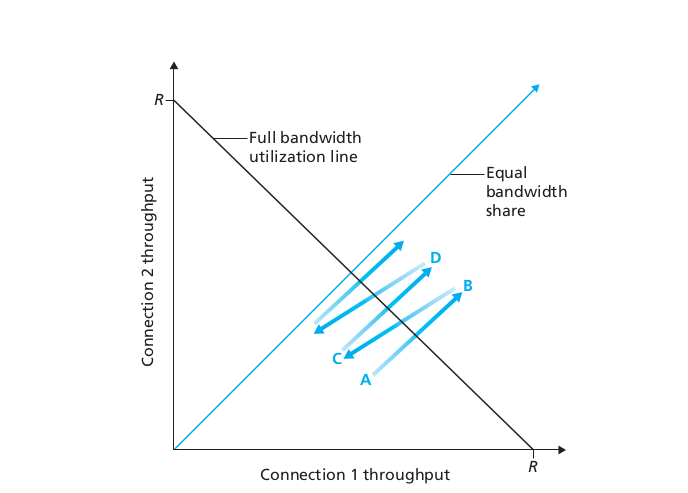 R
Full bandwidth
utilization line
Equal
bandwidth
share
Connection 2 throughput
D
B
C
A
R
Connection 1 throughput